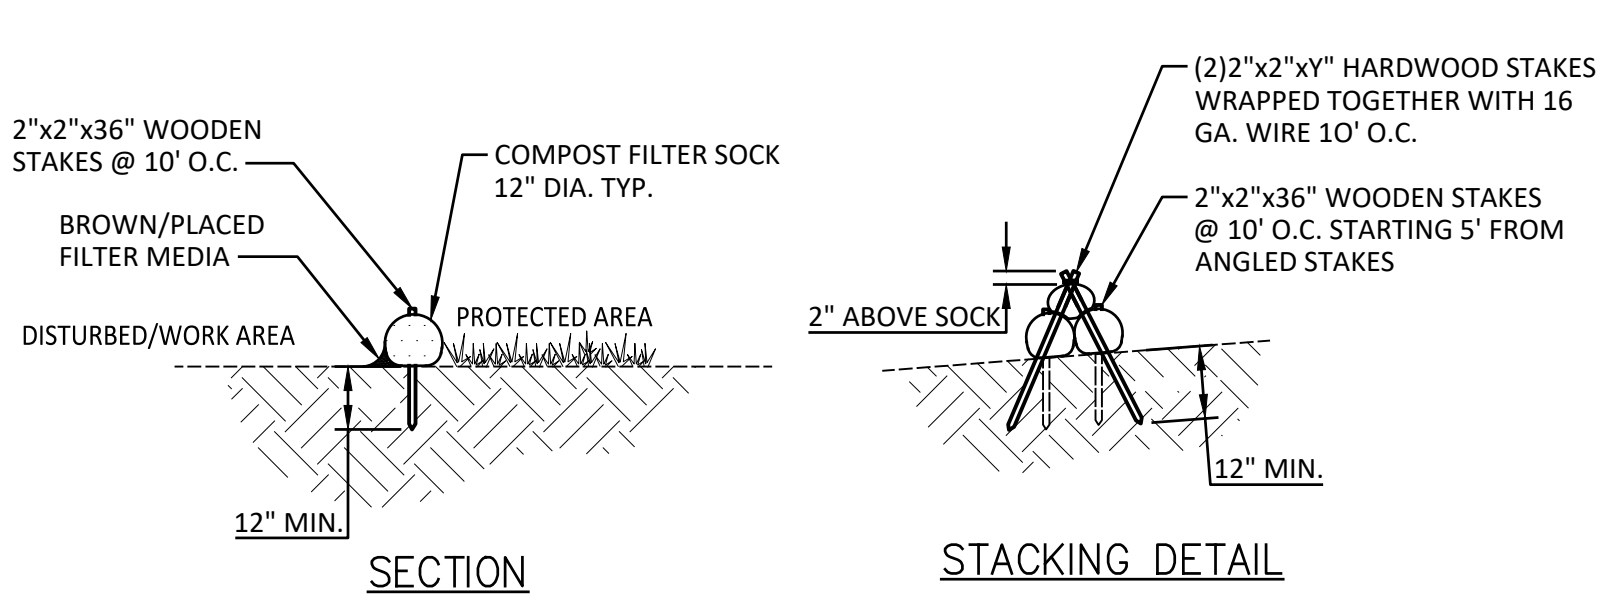 2"x2"x36" WOODEN
STAKES @ 10' O.C.
COMPOST FILTER SOCK
12" DIA. TYP.
BROWN/PLACED
FILTER MEDIA
DISTURBED/WORK AREA
PROTECTED AREA
12" MIN.
SECTION
(2)2"x2"xY" HARDWOOD STAKES
WRAPPED TOGETHER WITH 16
GA. WIRE 1O' O.C.
2"x2"x36" WOODEN STAKES
@ 10' O.C. STARTING 5' FROM
ANGLED STAKES
2" ABOVE SOCK
12" MIN.
STACKING DETAIL